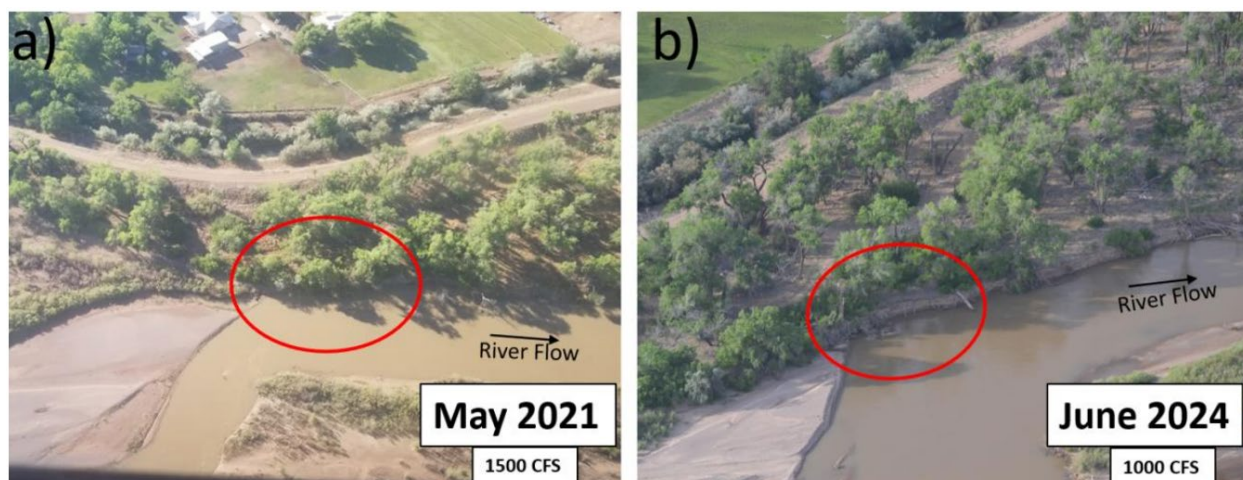 a)
River Flow
May 2021
1500 CFS
b)
River Flow
June 2024
1000 CFS